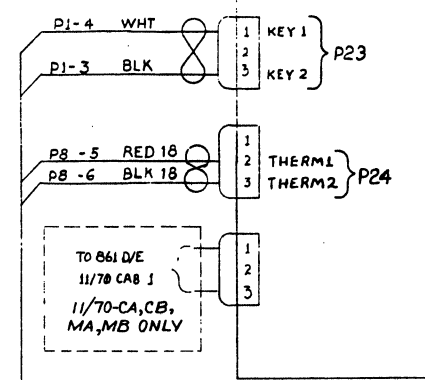 P1-4 WHT 1 KEY 1
2 P23
P1-3 BLK 3 KEY 2
1
P8 -5 RED 18 2 THERM1
P8 -6 BLK 18 3 THERM2 P24
1
TO 861 D/E
2
11/70 CAB 1
3
11/70-CA,CB,
MA,MB ONLY